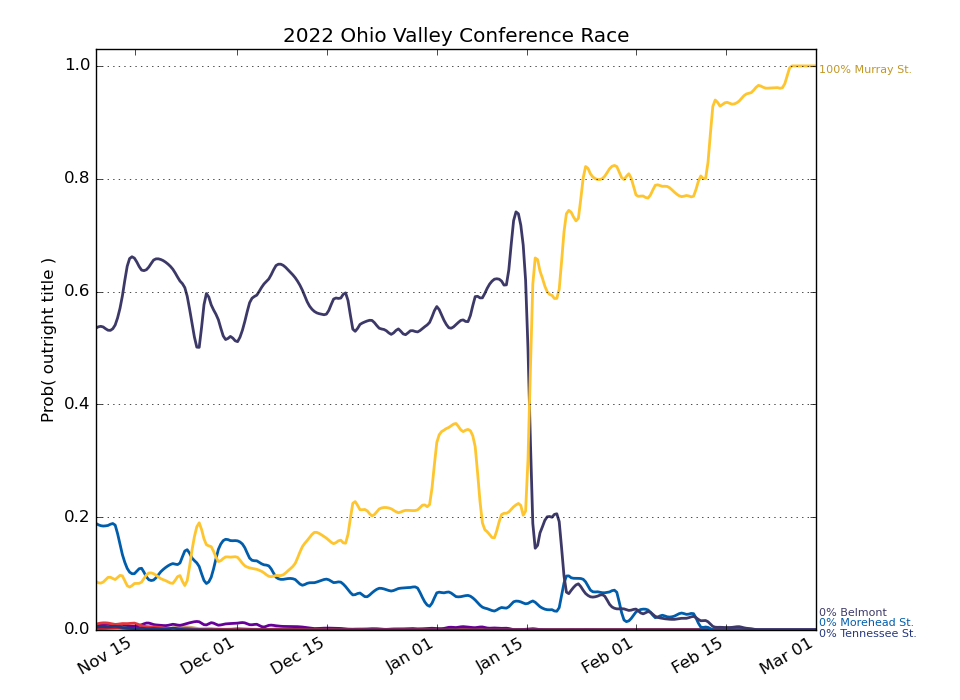 2022 Ohio Valley Conference Race
Prob( outright title )
1.0
0.8
0.6
0.4
0.2
0.0
Nov 15
Dec 01
Dec 15
Jan 01
Jan 15
Feb 01
Feb 15
Mar 01
100% Murray St.
0% Belmont
0% Morehead St.
0% Tennessee St.